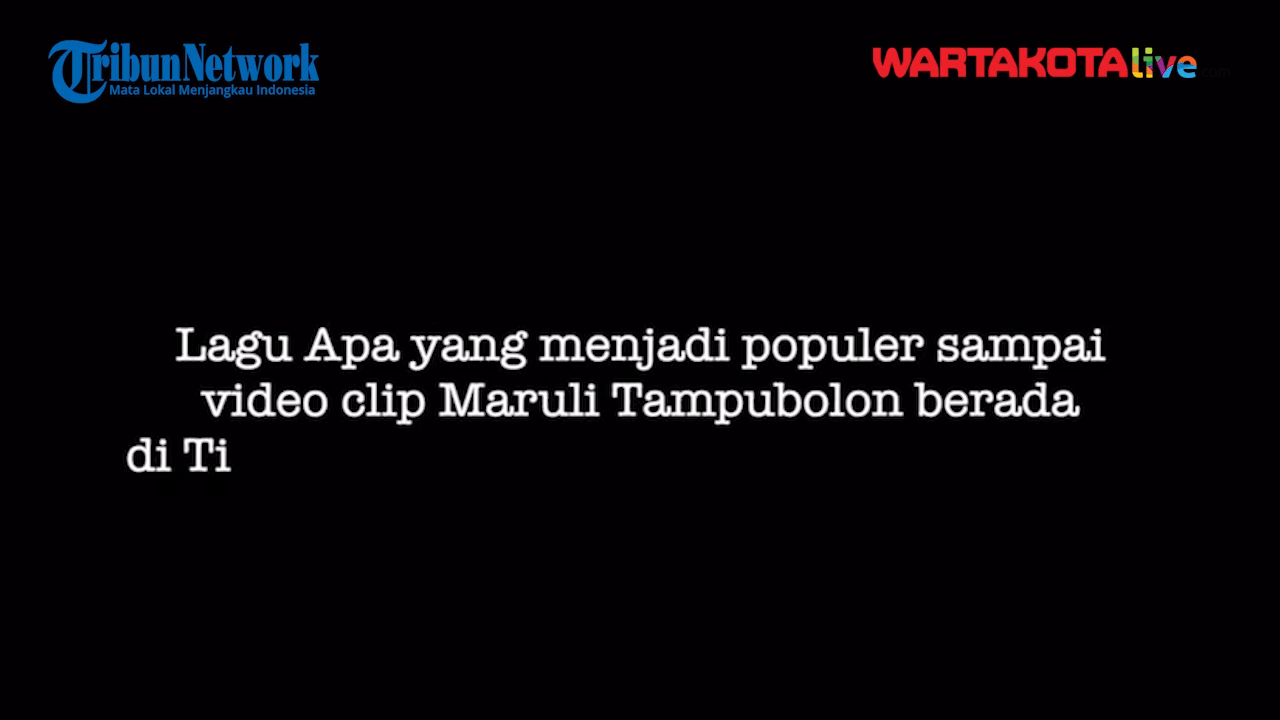 TribunNetwork
Mata Lokal Menjangkau Indonesia
WARTAKOTAlive.com
Lagu Apa yang menjadi populer sampai
video clip Maruli Tampubolon berada
di Ti